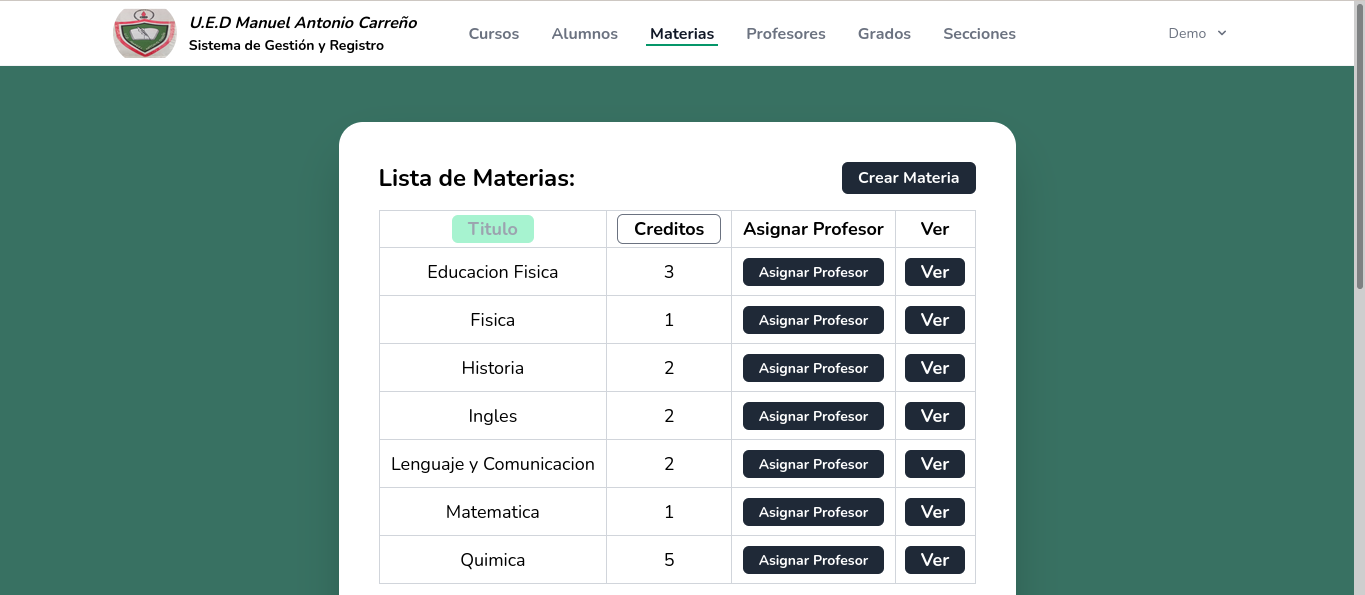 U.E.D Manuel Antonio Carreño
Sistema de Gestión y Registro
Cursos Alumnos Materias Profesores Grados Secciones Demo
Lista de Materias: Crear Materia
Titulo Creditos Asignar Profesor Ver
Educacion Fisica 3 Asignar Profesor Ver
Fisica 1 Asignar Profesor Ver
Historia 2 Asignar Profesor Ver
Ingles 2 Asignar Profesor Ver
Lenguaje y Comunicacion 2 Asignar Profesor Ver
Matematica 1 Asignar Profesor Ver
Quimica 5 Asignar Profesor Ver